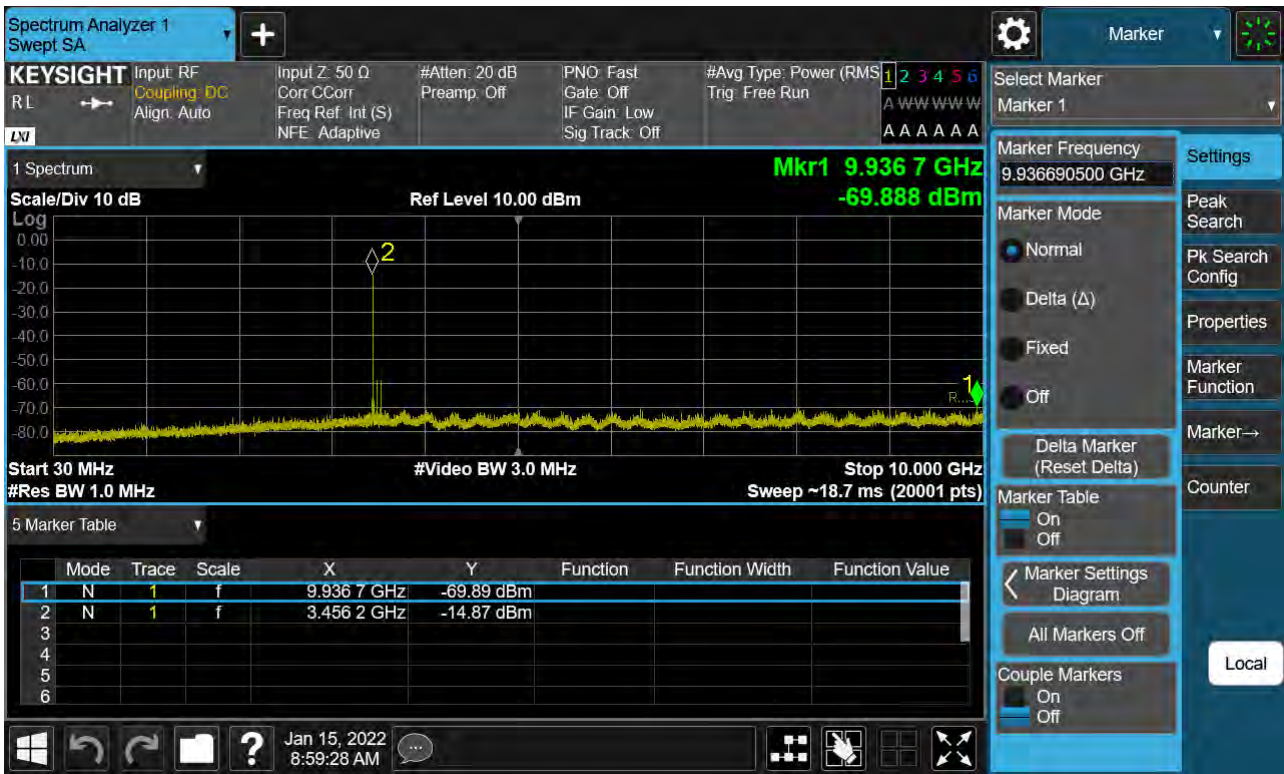 Spectrum Analyzer 1
Swept SA
+
Marker
KEYSIGHT
RL
LXI
Input: RF
Coupling: DC
Align: Auto
Input Z: 50 Ω
Corr CCorr
Freq Ref: Int (S)
NFE: Adaptive
#Atten: 20 dB
Preamp: Off
PNO: Fast
Gate: Off
IF Gain: Low
Sig Track: Off
#Avg Type: Power (RMS
Trig: Free Run
1 2 3 4 5 6
A W W W W W
A A A A A A
Select Marker
Marker 1
1 Spectrum
Mkr1 9.936 7 GHz
Scale/Div 10 dB
Ref Level 10.00 dBm
-69.888 dBm
Log
0.00
-10.0
-20.0
-30.0
-40.0
-50.0
-60.0
-70.0
-80.0
2
1
R...
Start 30 MHz
#Video BW 3.0 MHz
Stop 10.000 GHz
#Res BW 1.0 MHz
Sweep ~18.7 ms (20001 pts)
5 Marker Table
Mode Trace Scale X Y Function Function Width Function Value
1 N 1 f 9.936 7 GHz -69.89 dBm
2 N 1 f 3.456 2 GHz -14.87 dBm
3
4
5
6
Marker Frequency
9.936690500 GHz
Marker Mode
Normal
Delta (Δ)
Fixed
Off
Delta Marker
(Reset Delta)
Marker Table
On
Off
Marker Settings
Diagram
All Markers Off
Couple Markers
On
Off
Settings
Peak
Search
Pk Search
Config
Properties
Marker
Function
Marker→
Counter
Local
?
Jan 15, 2022
8:59:28 AM